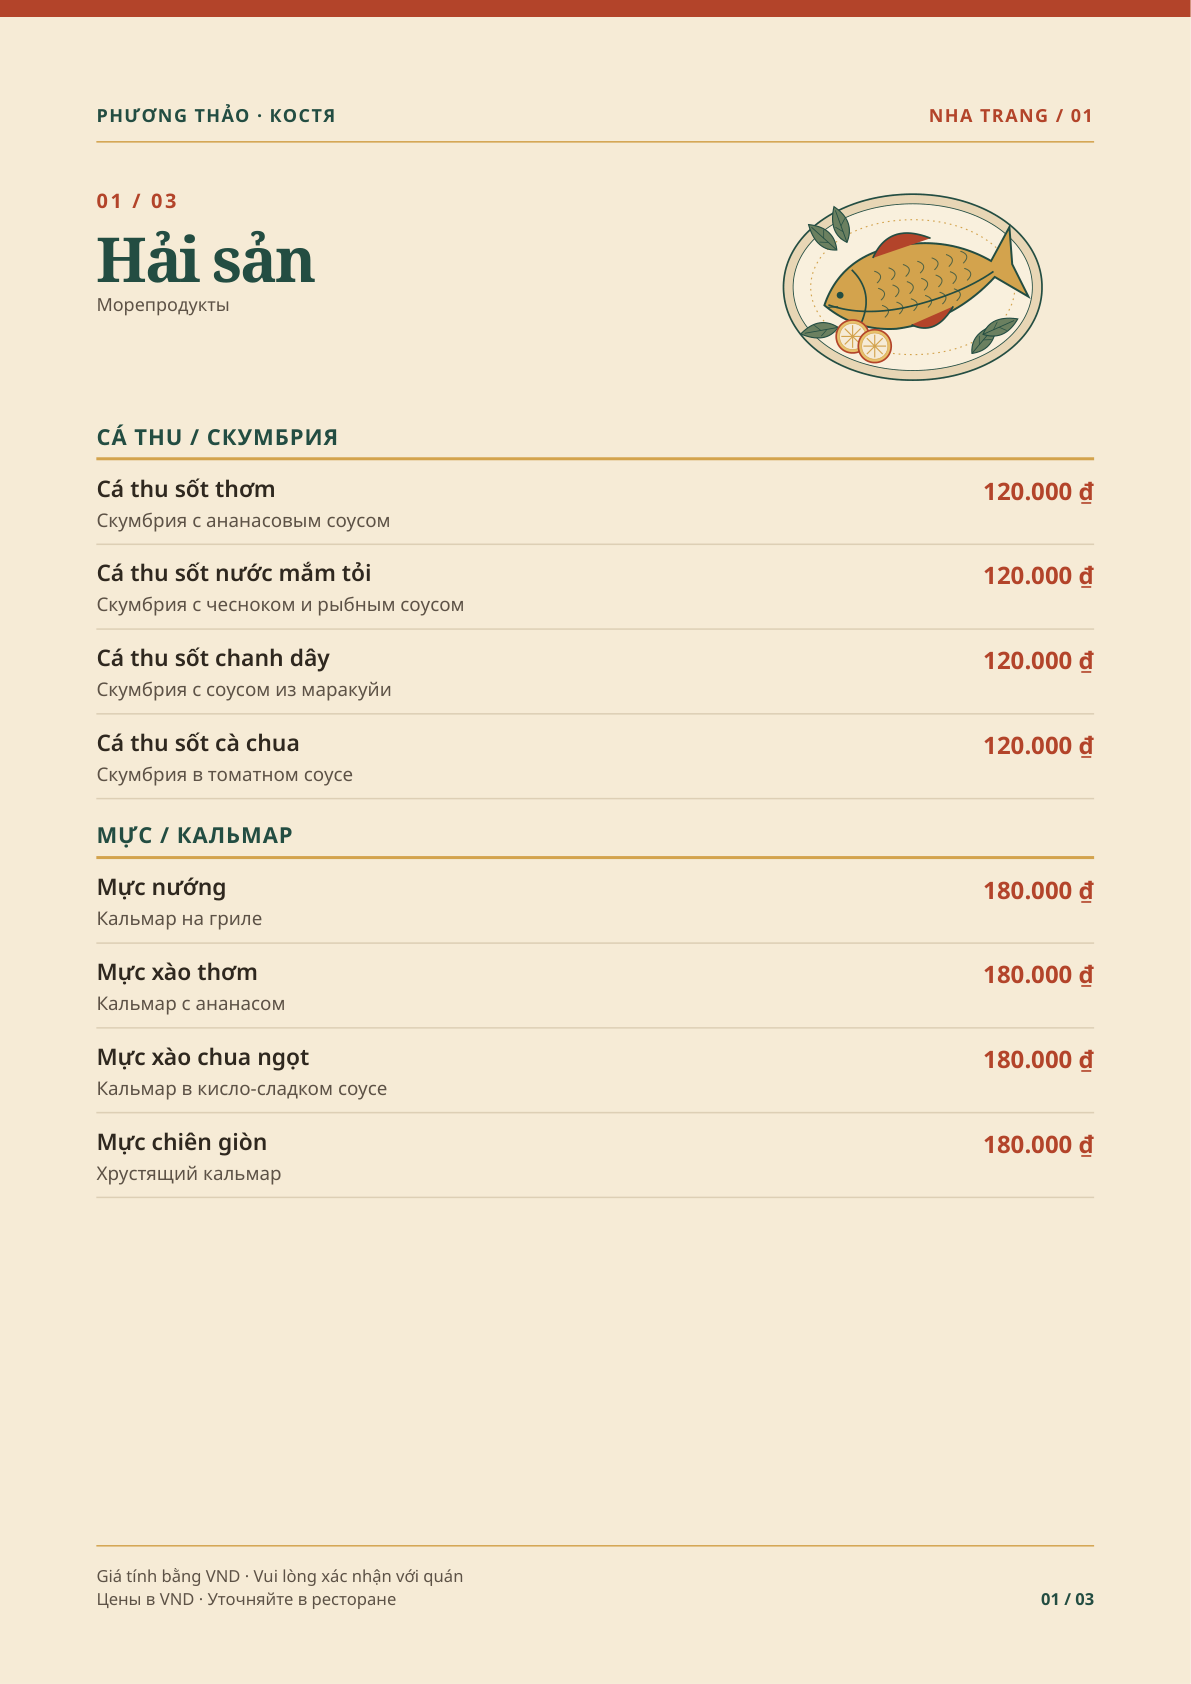 PHƯƠNG THẢO · КОСТЯ
NHA TRANG / 01
01 / 03
Hải sản
Морепродукты
CÁ THU / СКУМБРИЯ
Cá thu sốt thơm
120.000 ₫
Скумбрия с ананасовым соусом
Cá thu sốt nước mắm tỏi
120.000 ₫
Скумбрия с чесноком и рыбным соусом
Cá thu sốt chanh dây
120.000 ₫
Скумбрия с соусом из маракуйи
Cá thu sốt cà chua
120.000 ₫
Скумбрия в томатном соусе
MỰC / КАЛЬМАР
Mực nướng
180.000 ₫
Кальмар на гриле
Mực xào thơm
180.000 ₫
Кальмар с ананасом
Mực xào chua ngọt
180.000 ₫
Кальмар в кисло-сладком соусе
Mực chiên giòn
180.000 ₫
Хрустящий кальмар
Giá tính bằng VND · Vui lòng xác nhận với quán
Цены в VND · Уточняйте в ресторане
01 / 03